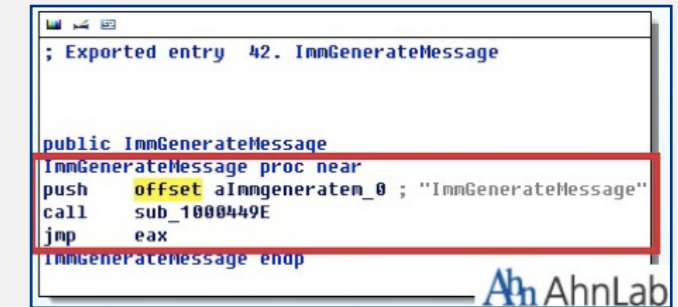 ; Exported entry  42. ImmGenerateMessage
public ImmGenerateMessage
ImmGenerateMessage proc near
push    offset aImmgeneratem_0 ; "ImmGenerateMessage"
call    sub_1000449E
jmp     eax
ImmGenerateMessage endp
Ahn AhnLab